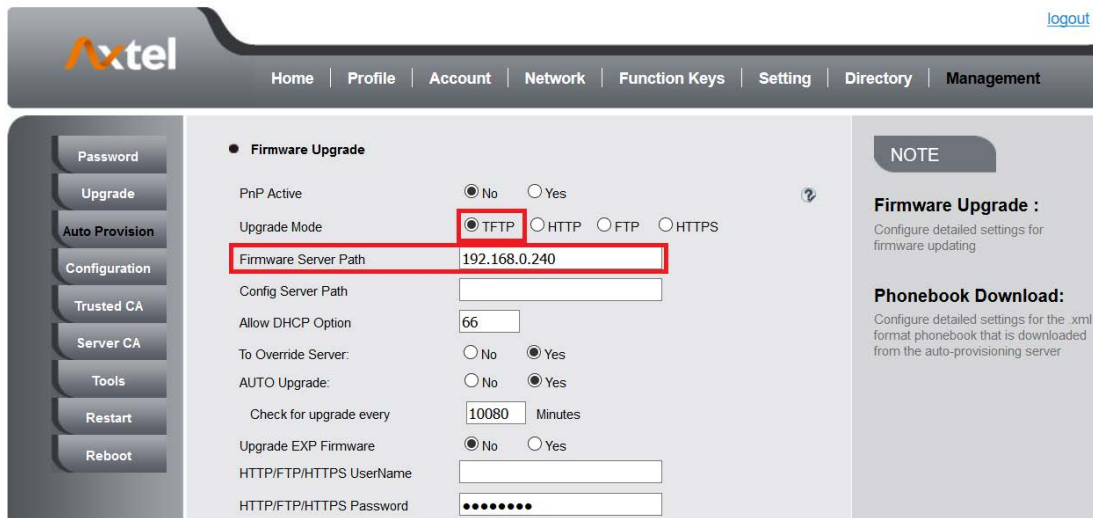 logout
Axtel
Home | Profile | Account | Network | Function Keys | Setting | Directory | Management
Password
Upgrade
Auto Provision
Configuration
Trusted CA
Server CA
Tools
Restart
Reboot
Firmware Upgrade
PnP Active No Yes
Upgrade Mode TFTP HTTP FTP HTTPS
Firmware Server Path 192.168.0.240
Config Server Path
Allow DHCP Option 66
To Override Server: No Yes
AUTO Upgrade: No Yes
Check for upgrade every 10080 Minutes
Upgrade EXP Firmware No Yes
HTTP/FTP/HTTPS UserName
HTTP/FTP/HTTPS Password ••••••••
?
NOTE
Firmware Upgrade :
Configure detailed settings for
firmware updating
Phonebook Download:
Configure detailed settings for the .xml
format phonebook that is downloaded
from the auto-provisioning server